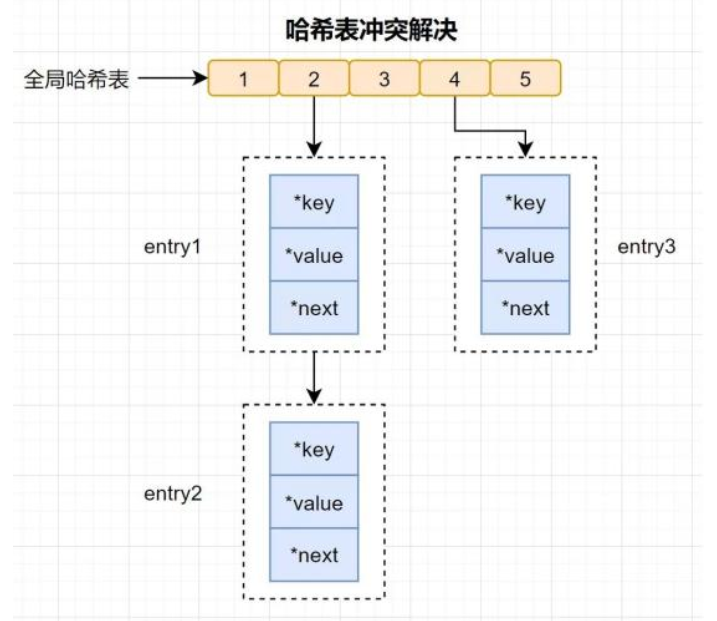 哈希表冲突解决
全局哈希表
1 2 3 4 5
entry1
*key
*value
*next
*key
*value
*next
entry3
entry2
*key
*value
*next